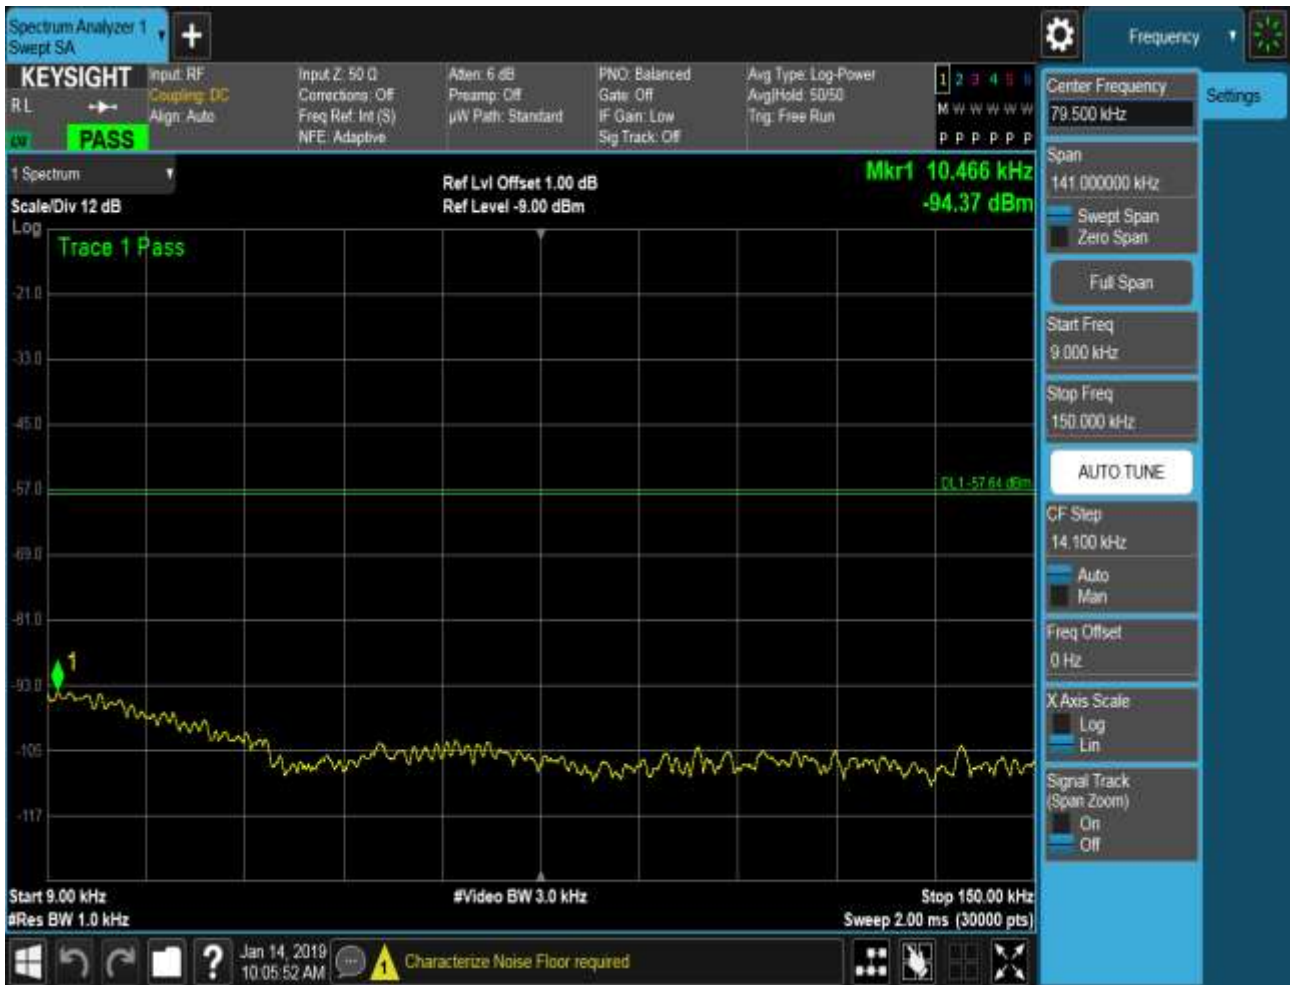 Spectrum Analyzer 1
Swept SA
Frequency
KEYSIGHT
R L
PASS
Input: RF
Coupling: DC
Align: Auto
Input Z: 50 Ω
Corrections: Off
Freq Ref: Int (S)
NFE: Adaptive
Atten: 6 dB
Preamp: Off
µW Path: Standard
PNO: Balanced
Gate: Off
IF Gain: Low
Sig Track: Off
Avg Type: Log-Power
Avg|Hold: 50/50
Trig: Free Run
1 2 3 4 5 6
M W W W W W
P P P P P P
1 Spectrum
Scale/Div 12 dB
Ref Lvl Offset 1.00 dB
Ref Level -9.00 dBm
Mkr1 10.466 kHz
-94.37 dBm
Log
Trace 1 Pass
-21.0
-33.0
-45.0
-57.0
DL1 -57.64 dBm
-69.0
-81.0
1
-93.0
-105
-117
Start 9.00 kHz
#Video BW 3.0 kHz
Stop 150.00 kHz
#Res BW 1.0 kHz
Sweep 2.00 ms (30000 pts)
Center Frequency
79.500 kHz
Settings
Span
141.000000 kHz
Swept Span
Zero Span
Full Span
Start Freq
9.000 kHz
Stop Freq
150.000 kHz
AUTO TUNE
CF Step
14.100 kHz
Auto
Man
Freq Offset
0 Hz
X Axis Scale
Log
Lin
Signal Track
(Span Zoom)
On
Off
?
Jan 14, 2019
10:05:52 AM
1
Characterize Noise Floor required